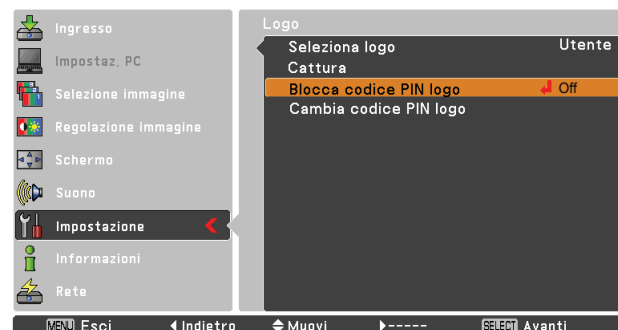 Ingresso
Impostaz. PC
Selezione immagine
Regolazione immagine
Schermo
Suono
Impostazione
Informazioni
Rete
Logo
Seleziona logo Utente
Cattura
Blocca codice PIN logo Off
Cambia codice PIN logo
MENU Esci Indietro Muovi ----- SELECT Avanti